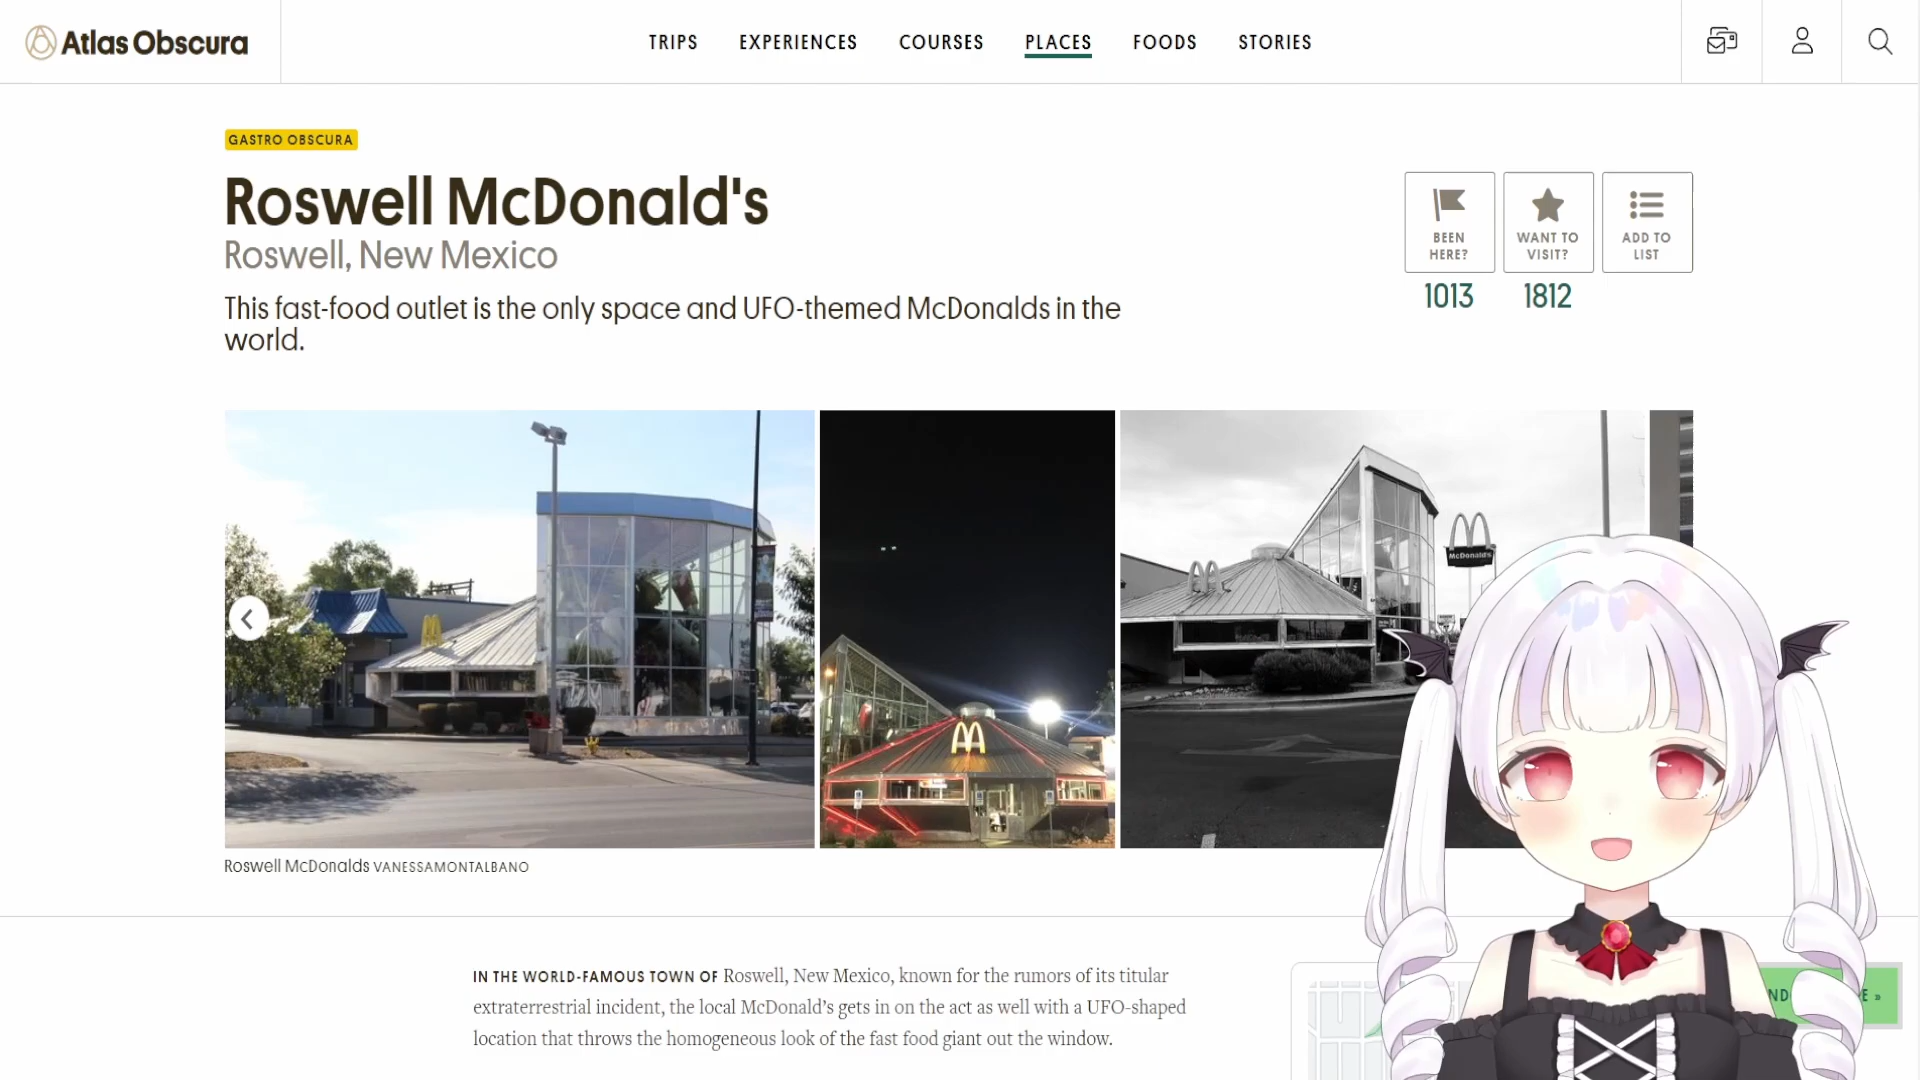 Atlas Obscura
TRIPS EXPERIENCES COURSES PLACES FOODS STORIES
GASTRO OBSCURA
Roswell McDonald's
Roswell, New Mexico
This fast-food outlet is the only space and UFO-themed McDonalds in the
world.
BEEN
HERE?
1013
WANT TO
VISIT?
1812
ADD TO
LIST
McDonald's
Roswell McDonalds VANESSAMONTALBANO
IN THE WORLD-FAMOUS TOWN OF Roswell, New Mexico, known for the rumors of its titular
extraterrestrial incident, the local McDonald’s gets in on the act as well with a UFO-shaped
location that throws the homogeneous look of the fast food giant out the window.